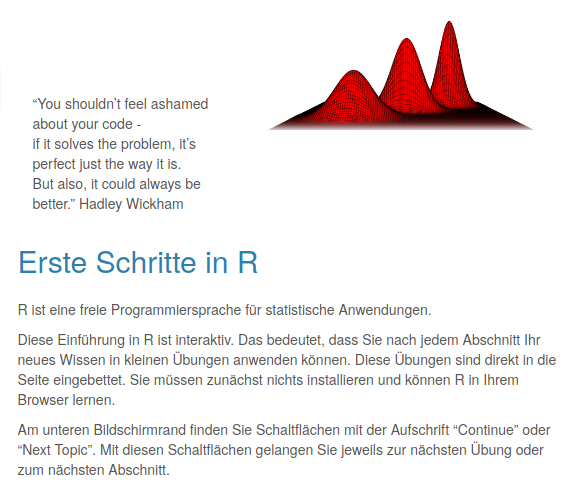 “You shouldn’t feel ashamed
about your code -
if it solves the problem, it’s
perfect just the way it is.
But also, it could always be
better.” Hadley Wickham
Erste Schritte in R
R ist eine freie Programmiersprache für statistische Anwendungen.
Diese Einführung in R ist interaktiv. Das bedeutet, dass Sie nach jedem Abschnitt Ihr
neues Wissen in kleinen Übungen anwenden können. Diese Übungen sind direkt in die
Seite eingebettet. Sie müssen zunächst nichts installieren und können R in Ihrem
Browser lernen.
Am unteren Bildschirmrand finden Sie Schaltflächen mit der Aufschrift “Continue” oder
“Next Topic”. Mit diesen Schaltflächen gelangen Sie jeweils zur nächsten Übung oder
zum nächsten Abschnitt.